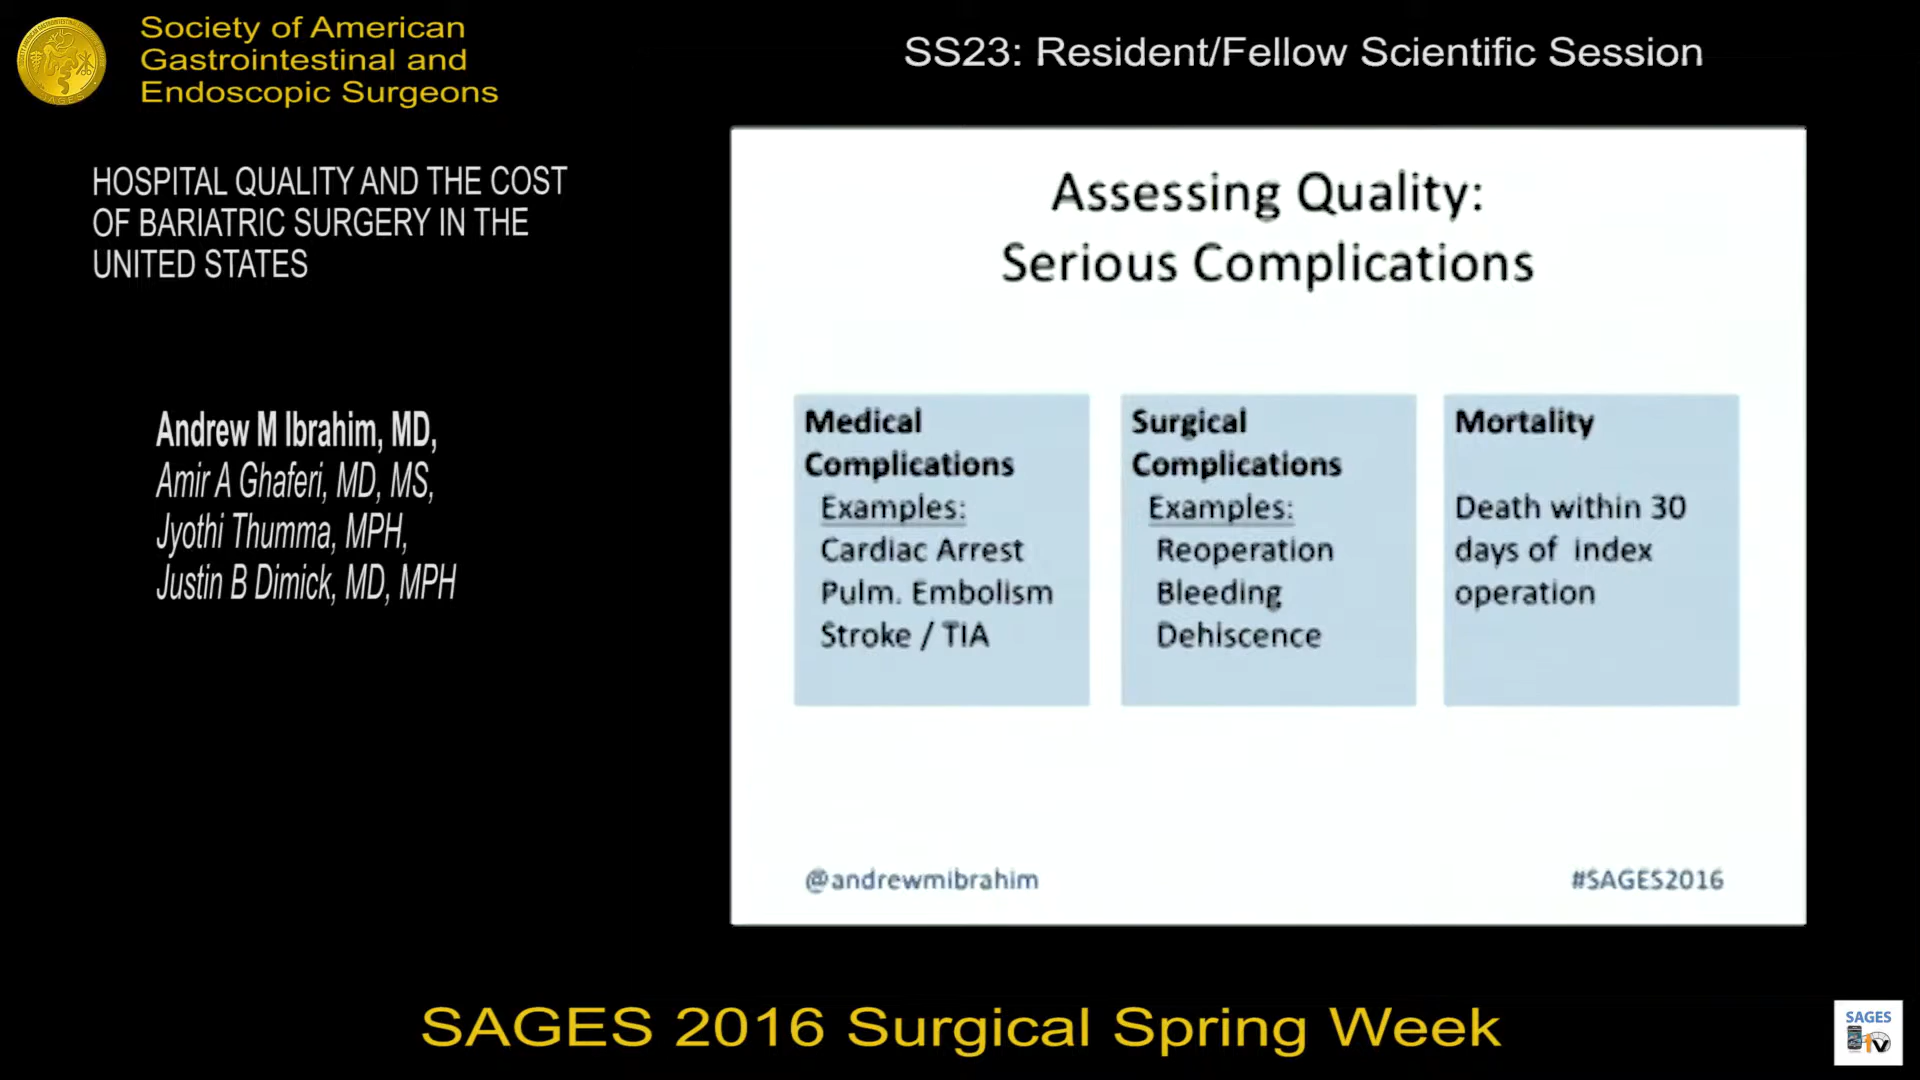 Society of American
Gastrointestinal and
Endoscopic Surgeons
SS23: Resident/Fellow Scientific Session
HOSPITAL QUALITY AND THE COST
OF BARIATRIC SURGERY IN THE
UNITED STATES
Andrew M Ibrahim, MD,
Amir A Ghaferi, MD, MS,
Jyothi Thumma, MPH,
Justin B Dimick, MD, MPH
Assessing Quality:
Serious Complications
Medical
Complications
Examples:
Cardiac Arrest
Pulm. Embolism
Stroke / TIA
Surgical
Complications
Examples:
Reoperation
Bleeding
Dehiscence
Mortality
Death within 30
days of index
operation
@andrewmibrahim
#SAGES2016
SAGES 2016 Surgical Spring Week
SAGES
tv